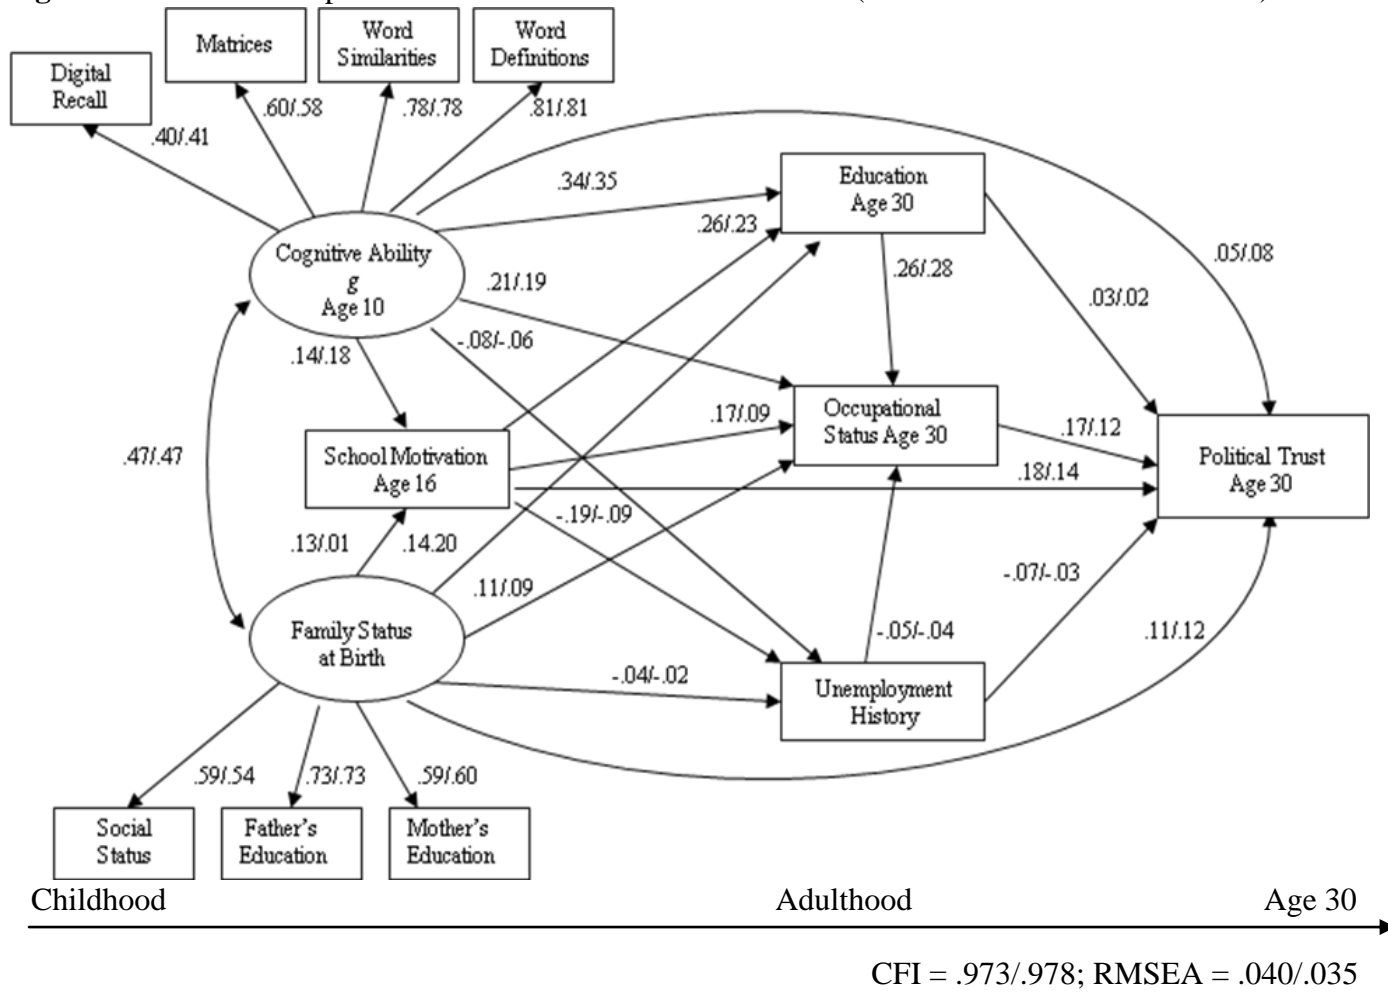 Digital
Recall
Matrices
Word
Similarities
Word
Definitions
.40/.41
.60/.58
.78/.78
.81/.81
Cognitive Ability
g
Age 10
.34/.35
.26/.23
Education
Age 30
.05/.08
.21/.19
.26/.28
.03/.02
-.08/-.06
.14/.18
.47/.47
School Motivation
Age 16
.17/.09
Occupational
Status Age 30
.17/.12
.18/.14
Political Trust
Age 30
-.19/-.09
.13/.01
.14.20
.11/.09
-.07/-.03
Family Status
at Birth
-.05/-.04
.11/.12
-.04/-.02
Unemployment
History
.59/.54
.73/.73
.59/.60
Social
Status
Father's
Education
Mother's
Education
Childhood
Adulthood
Age 30
CFI = .973/.978; RMSEA = .040/.035